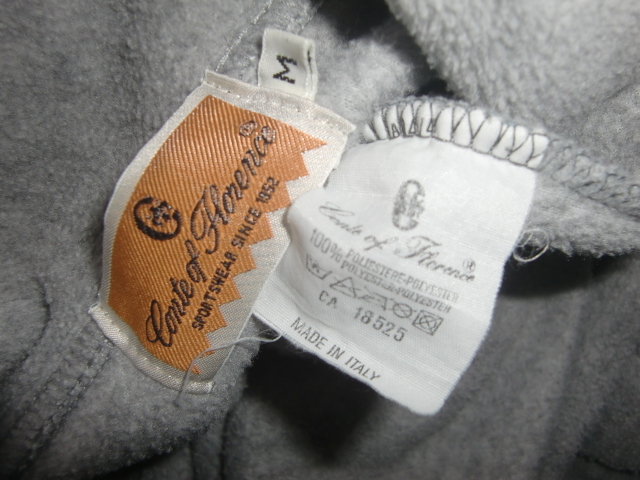 M
Conte of Florence®
SPORTSWEAR SINCE 1952
Conte of Florence®
100% POLIESTERE-POLYESTER
POLYESTER-POLYESTER
CA 18525
MADE IN ITALY